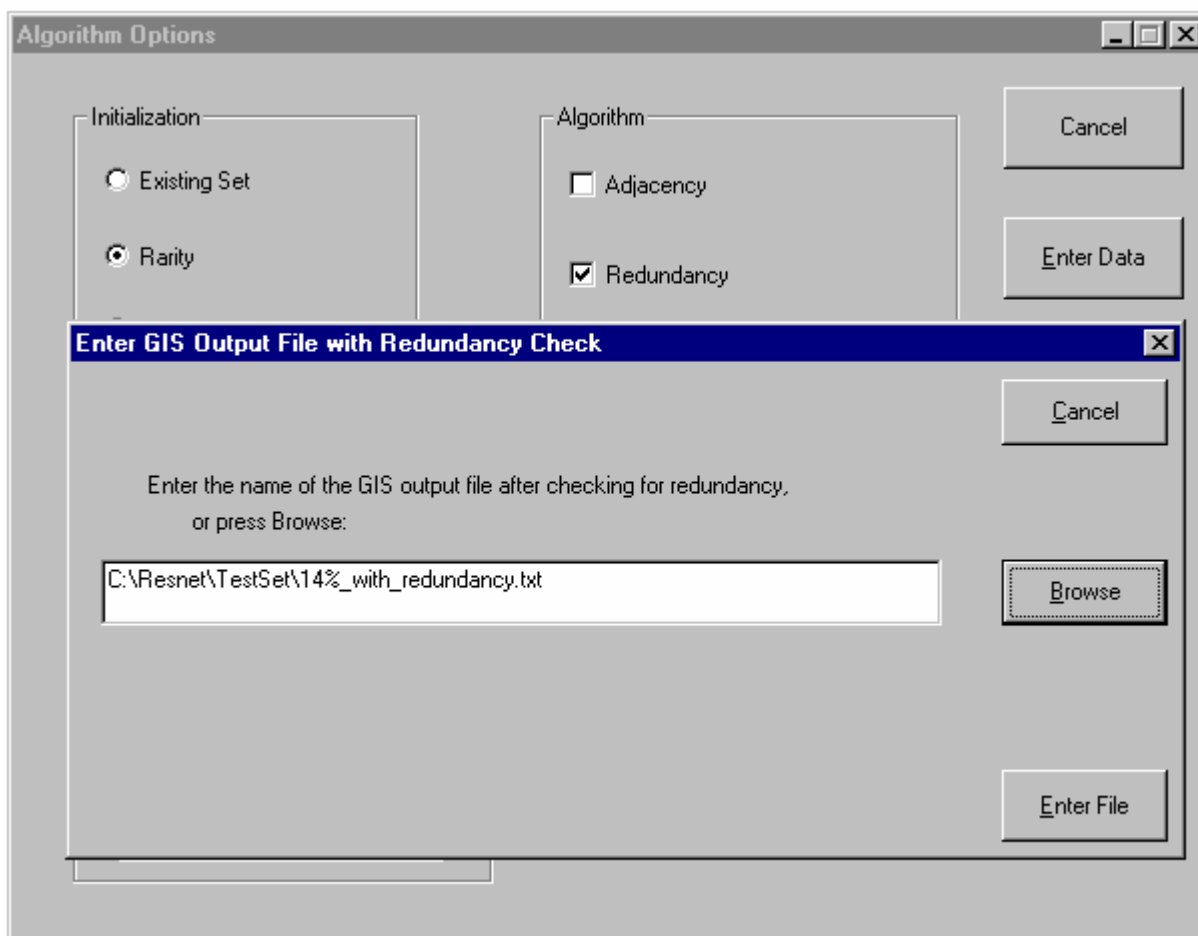 Algorithm Options
Initialization
Algorithm
Cancel
Existing Set
Adjacency
Rarity
Enter Data
Redundancy
Enter GIS Output File with Redundancy Check
Cancel
Enter the name of the GIS output file after checking for redundancy,
or press Browse:
C:\Resnet\TestSet\14%_with_redundancy.txt
Browse
Enter File